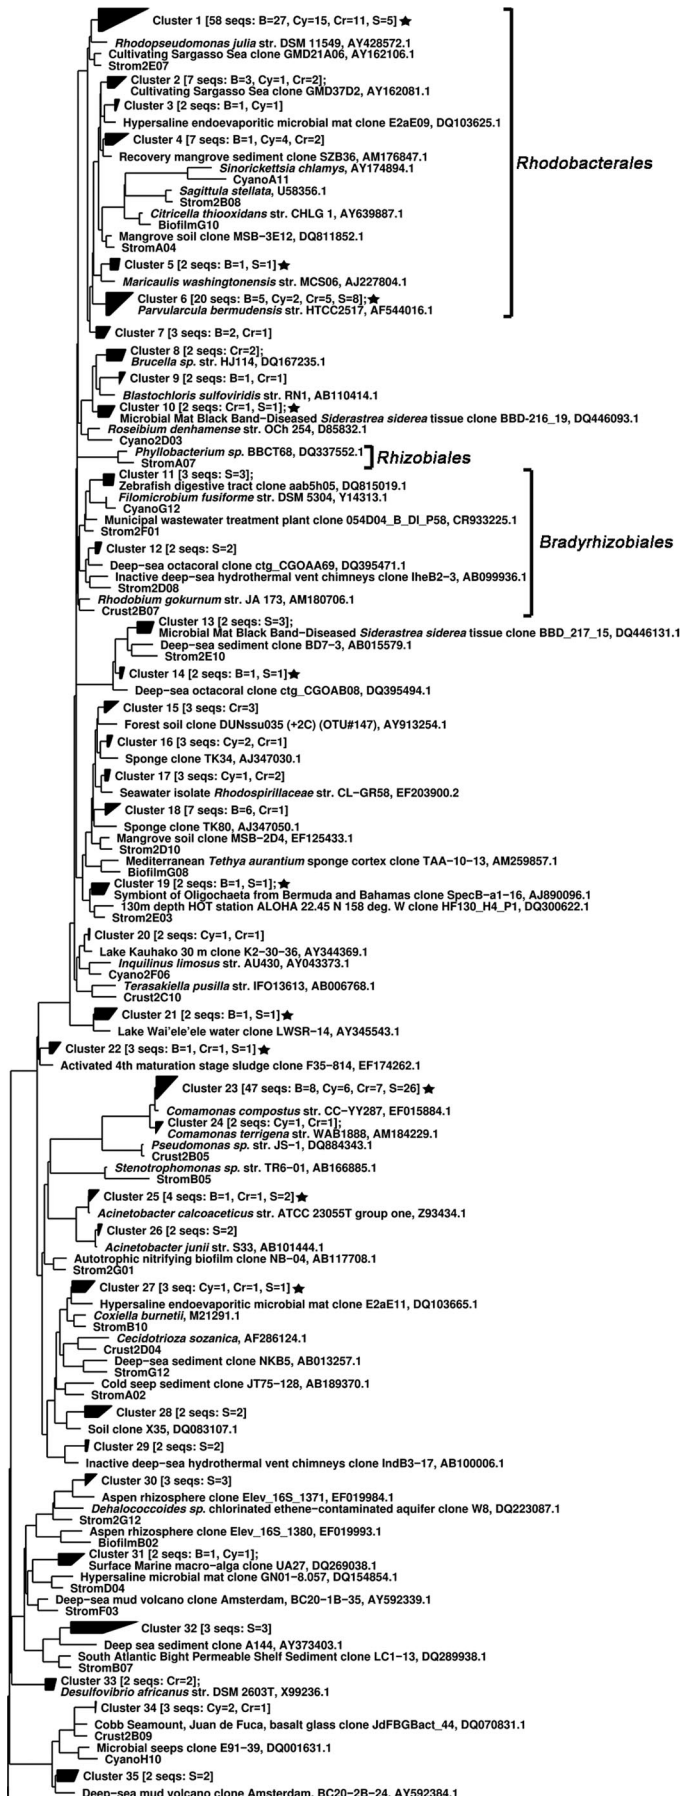 Cluster 1 [58 seqs: B=27, Cy=15, Cr=11, S=5]★
Rhodopseudomonas julia str. DSM 11549, AY428572.1
Cultivating Sargasso Sea clone GMD21A06, AY162106.1
Strom2E07
Cluster 2 [7 seqs: B=3, Cy=1, Cr=2];
Cultivating Sargasso Sea clone GMD37D2, AY162081.1
Cluster 3 [2 seqs: B=1, Cy=1]
Hypersaline endoevaporitic microbial mat clone E2aE09, DQ103625.1
Cluster 4 [7 seqs: B=1, Cy=4, Cr=2]
Recovery mangrove sediment clone SZB36, AM176847.1
Rhodobacterales
Sinorickettsia chlamys, AY174894.1
CyanoA11
Sagittula stellata, U58356.1
Strom2B08
Citricella thiooxidans str. CHLG 1, AY639887.1
BiofilmG10
Mangrove soil clone MSB-3E12, DQ811852.1
StromA04
Cluster 5 [2 seqs: B=1, S=1]★
Maricaulis washingtonensis str. MCS06, AJ227804.1
Cluster 6 [20 seqs: B=5, Cy=2, Cr=5, S=8];★
Parvularcula bermudensis str. HTCC2517, AF544016.1
Cluster 7 [3 seqs: B=2, Cr=1]
Cluster 8 [2 seqs: Cr=2];
Brucella sp. str. HJ114, DQ167235.1
Cluster 9 [2 seqs: B=1, Cr=1]
Blastochloris sulfoviridis str. RN1, AB110414.1
Cluster 10 [2 seqs: Cr=1, S=1];★
Microbial Mat Black Band-Diseased Siderastrea siderea tissue clone BBD-216_19, DQ446093.1
Roseibium denhamense str. OCh 254, D85832.1
Cyano2D03
Phyllobacterium sp. BBCT68, DQ337552.1
Rhizobiales
StromA07
Cluster 11 [3 seqs: S=3];
Zebrafish digestive tract clone aab5h05, DQ815019.1
Filomicrobium fusiforme str. DSM 5304, Y14313.1
CyanoG12
Municipal wastewater treatment plant clone 054D04_B_DI_P58, CR933225.1
Strom2F01
Bradyrhizobiales
Cluster 12 [2 seqs: S=2]
Deep-sea octacoral clone ctg_CGOAA69, DQ395471.1
Inactive deep-sea hydrothermal vent chimneys clone IheB2-3, AB099936.1
Strom2D08
Rhodobium gokurnum str. JA 173, AM180706.1
Crust2B07
Cluster 13 [2 seqs: S=3];
Microbial Mat Black Band-Diseased Siderastrea siderea tissue clone BBD_217_15, DQ446131.1
Deep-sea sediment clone BD7-3, AB015579.1
Strom2E10
Cluster 14 [2 seqs: B=1, S=1]★
Deep-sea octacoral clone ctg_CGOAB08, DQ395494.1
Cluster 15 [3 seqs: Cr=3]
Forest soil clone DUNssu035 (+2C) (OTU#147), AY913254.1
Cluster 16 [3 seqs: Cy=2, Cr=1]
Sponge clone TK34, AJ347030.1
Cluster 17 [3 seqs: Cy=1, Cr=2]
Seawater isolate Rhodospirillaceae str. CL-GR58, EF203900.2
Cluster 18 [7 seqs: B=6, Cr=1]
Sponge clone TK80, AJ347050.1
Mangrove soil clone MSB-2D4, EF125433.1
Strom2D10
Mediterranean Tethya aurantium sponge cortex clone TAA-10-13, AM259857.1
BiofilmG08
Cluster 19 [2 seqs: B=1, S=1];★
Symbiont of Oligochaeta from Bermuda and Bahamas clone SpecB-a1-16, AJ890096.1
130m depth HOT station ALOHA 22.45 N 158 deg. W clone HF130_H4_P1, DQ300622.1
Strom2E03
Cluster 20 [2 seqs: Cy=1, Cr=1]
Lake Kauhako 30 m clone K2-30-36, AY344369.1
Inquilinus limosus str. AU430, AY043373.1
Cyano2F06
Terasakiella pusilla str. IFO13613, AB006768.1
Crust2C10
Cluster 21 [2 seqs: B=1, S=1]★
Lake Wai'ele'ele water clone LWSR-14, AY345543.1
Cluster 22 [3 seqs: B=1, Cr=1, S=1]★
Activated 4th maturation stage sludge clone F35-814, EF174262.1
Cluster 23 [47 seqs: B=8, Cy=6, Cr=7, S=26]★
Comamonas compostus str. CC-YY287, EF015884.1
Cluster 24 [2 seqs: Cy=1, Cr=1];
Comamonas terrigena str. WAB1888, AM184229.1
Pseudomonas sp. str. JS-1, DQ884343.1
Crust2B05
Stenotrophomonas sp. str. TR6-01, AB166885.1
StromB05
Cluster 25 [4 seqs: B=1, Cr=1, S=2]★
Acinetobacter calcoaceticus str. ATCC 23055T group one, Z93434.1
Cluster 26 [2 seqs: S=2]
Acinetobacter junii str. S33, AB101444.1
Autotrophic nitrifying biofilm clone NB-04, AB117708.1
Strom2G01
Cluster 27 [3 seq: Cy=1, Cr=1, S=1]★
Hypersaline endoevaporitic microbial mat clone E2aE11, DQ103665.1
Coxiella burnetii, M21291.1
StromB10
Cecidotrioza sozanica, AF286124.1
Crust2D04
Deep-sea sediment clone NKB5, AB013257.1
StromG12
Cold seep sediment clone JT75-128, AB189370.1
StromA02
Cluster 28 [2 seqs: S=2]
Soil clone X35, DQ083107.1
Cluster 29 [2 seqs: S=2]
Inactive deep-sea hydrothermal vent chimneys clone IndB3-17, AB100006.1
Cluster 30 [3 seqs: S=3]
Aspen rhizosphere clone Elev_16S_1371, EF019984.1
Dehalococcoides sp. chlorinated ethene-contaminated aquifer clone W8, DQ223087.1
Strom2G12
Aspen rhizosphere clone Elev_16S_1380, EF019993.1
BiofilmB02
Cluster 31 [2 seqs: B=1, Cy=1];
Surface Marine macro-alga clone UA27, DQ269038.1
Hypersaline microbial mat clone GN01-8.057, DQ154854.1
StromD04
Deep-sea mud volcano clone Amsterdam, BC20-1B-35, AY592339.1
StromF03
Cluster 32 [3 seqs: S=3]
Deep sea sediment clone A144, AY373403.1
South Atlantic Bight Permeable Shelf Sediment clone LC1-13, DQ289938.1
StromB07
Cluster 33 [2 seqs: Cr=2];
Desulfovibrio africanus str. DSM 2603T, X99236.1
Cluster 34 [3 seqs: Cy=2, Cr=1]
Cobb Seamount, Juan de Fuca, basalt glass clone JdFBGBact_44, DQ070831.1
Crust2B09
Microbial seeps clone E91-39, DQ001631.1
CyanoH10
Cluster 35 [2 seqs: S=2]
Deep-sea mud volcano clone Amsterdam, BC20-2B-24, AY592384.1